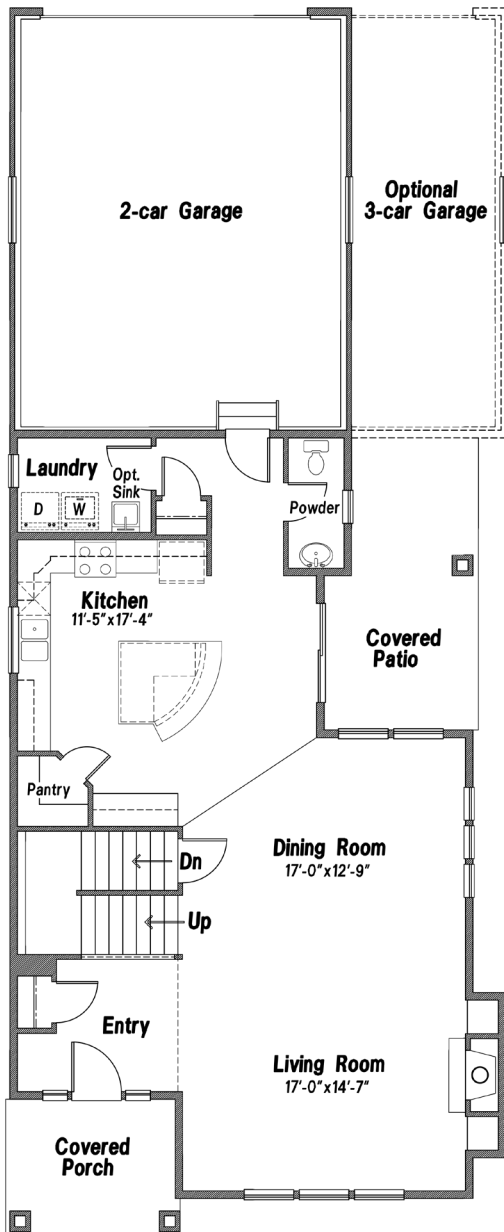 2-car Garage
Optional
3-car Garage
Laundry
Opt.
Sink
D
W
Powder
Kitchen
11'-5"x17'-4"
Covered
Patio
Pantry
Dn
Dining Room
17'-0"x12'-9"
Up
Entry
Living Room
17'-0"x14'-7"
Covered
Porch